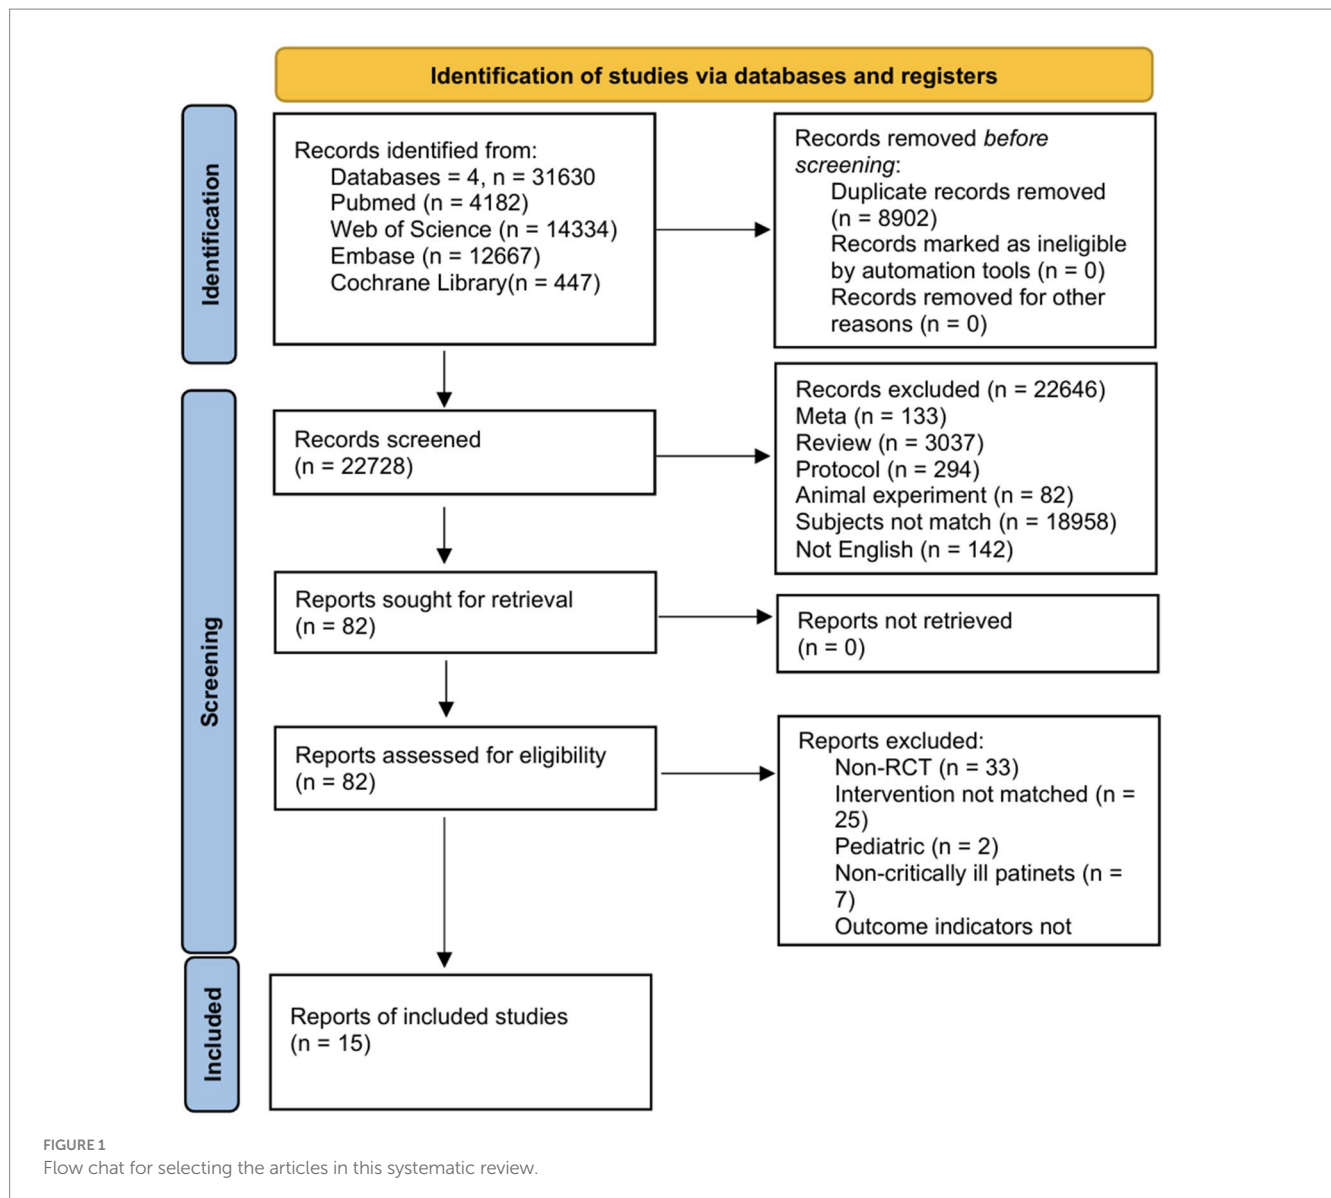 Identification of studies via databases and registers
Identification
Records identified from:
Databases = 4, n = 31630
Pubmed (n = 4182)
Web of Science (n = 14334)
Embase (n = 12667)
Cochrane Library(n = 447)
Records removed before
screening:
Duplicate records removed
(n = 8902)
Records marked as ineligible
by automation tools (n = 0)
Records removed for other
reasons (n = 0)
Screening
Records screened
(n = 22728)
Records excluded (n = 22646)
Meta (n = 133)
Review (n = 3037)
Protocol (n = 294)
Animal experiment (n = 82)
Subjects not match (n = 18958)
Not English (n = 142)
Reports sought for retrieval
(n = 82)
Reports not retrieved
(n = 0)
Reports assessed for eligibility
(n = 82)
Reports excluded:
Non-RCT (n = 33)
Intervention not matched (n =
25)
Pediatric (n = 2)
Non-critically ill patinets (n =
7)
Outcome indicators not
Included
Reports of included studies
(n = 15)
FIGURE 1
Flow chat for selecting the articles in this systematic review.